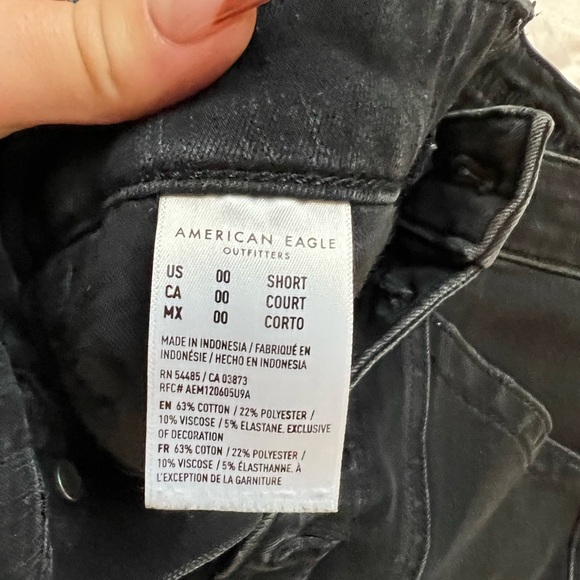 AMERICAN EAGLE
OUTFITTERS
US 00 SHORT
CA 00 COURT
MX 00 CORTO
MADE IN INDONESIA / FABRIQUÉ EN
INDONÉSIE / HECHO EN INDONESIA
RN 54485 / CA 03873
RFC# AEM120605U9A
EN 63% COTTON / 22% POLYESTER /
10% VISCOSE / 5% ELASTANE, EXCLUSIVE
OF DECORATION
FR 63% COTON / 22% POLYESTER /
10% VISCOSE / 5% ÉLASTHANNE, À
L'EXCEPTION DE LA GARNITURE